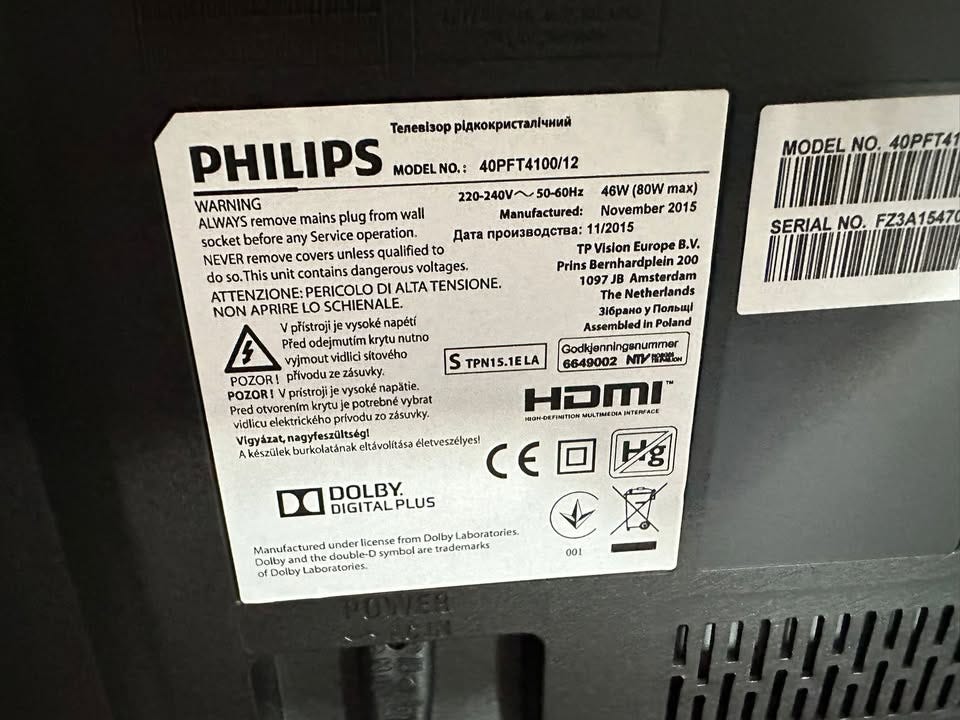 Телевізор рідкокристалічний
PHILIPS MODEL NO.: 40PFT4100/12
220-240V～ 50-60Hz 46W (80W max)
Manufactured: November 2015
Дата производства: 11/2015
TP Vision Europe B.V.
Prins Bernhardplein 200
1097 JB Amsterdam
The Netherlands
Зібрано у Польщі
Assembled in Poland
WARNING
ALWAYS remove mains plug from wall
socket before any Service operation.
NEVER remove covers unless qualified to
do so. This unit contains dangerous voltages.
ATTENZIONE: PERICOLO DI ALTA TENSIONE.
NON APRIRE LO SCHIENALE.
V přístroji je vysoké napětí
Před odejmutím krytu nutno
vyjmout vidlici síťového
POZOR! přívodu ze zásuvky.
POZOR! V prístroji je vysoké napätie.
Pred otvorením krytu je potrebné vybrat
vidlicu elektrického prívodu zo zásuvky.
Vigyázat, nagyfeszültség!
A készülek burkolatának eltávolítása életveszélyes!
S TPN15.1E LA
Godkjenningsnummer
6649002 NTV
HDMI™
HIGH-DEFINITION MULTIMEDIA INTERFACE
CE
Hg
DOLBY.
DIGITAL PLUS
001
Manufactured under license from Dolby Laboratories.
Dolby and the double-D symbol are trademarks
of Dolby Laboratories.
MODEL NO. 40PFT41
SERIAL NO. FZ3A15470
POWER